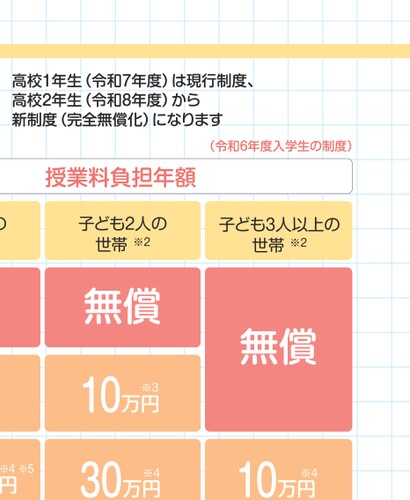 高校1年生（令和7年度）は現行制度、
高校2年生（令和8年度）から
新制度（完全無償化）になります
（令和6年度入学生の制度）
授業料負担年額
の
子ども2人の
世帯 ※2
子ども3人以上の
世帯 ※2
無償
無償
10万円※3
※4 ※5
円
30万円※4
10万円※4